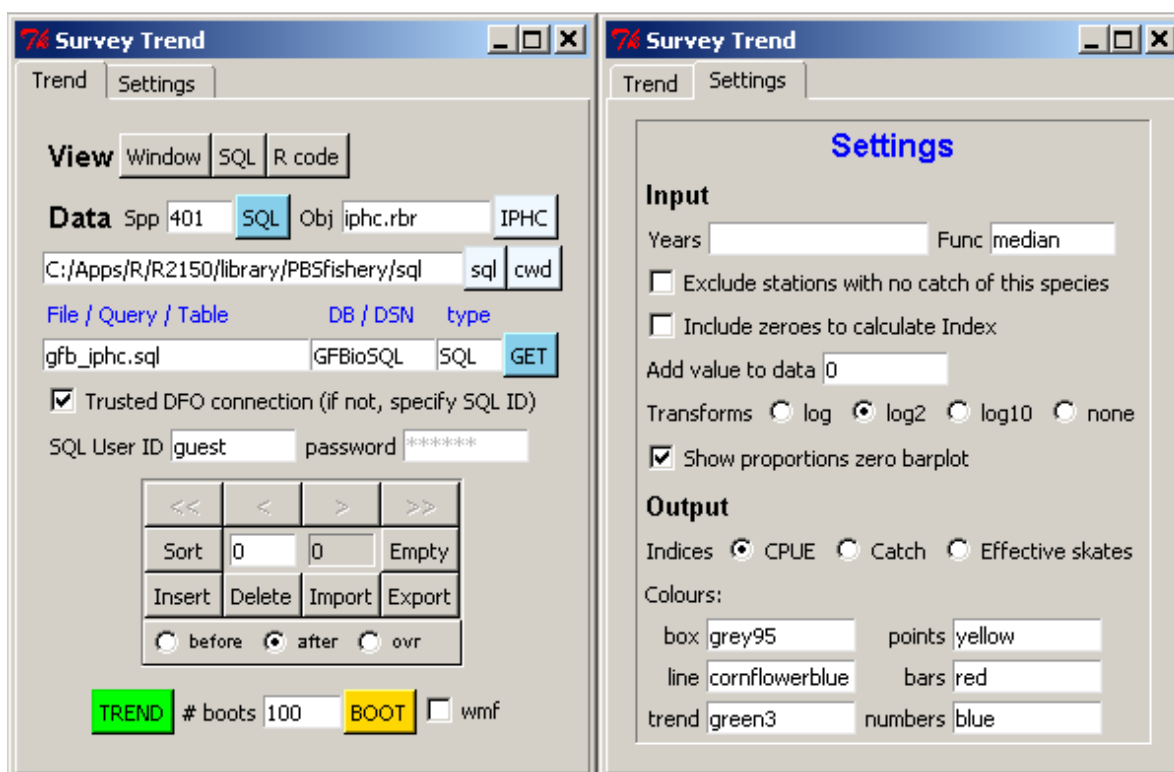 Survey Trend
Trend Settings
View Window SQL R code
Data Spp 401 SQL Obj iphc.rbr IPHC
C:/Apps/R/R2150/library/PBSfishery/sql sql cwd
File / Query / Table DB / DSN type
gfb_iphc.sql GFBioSQL SQL GET
Trusted DFO connection (if not, specify SQL ID)
SQL User ID guest password ******
<< < > >>
Sort 0 0 Empty
Insert Delete Import Export
before after ovr
TREND # boots 100 BOOT wmf
Survey Trend
Trend Settings
Settings
Input
Years Func median
Exclude stations with no catch of this species
Include zeroes to calculate Index
Add value to data 0
Transforms log log2 log10 none
Show proportions zero barplot
Output
Indices CPUE Catch Effective skates
Colours:
box grey95 points yellow
line cornflowerblue bars red
trend green3 numbers blue